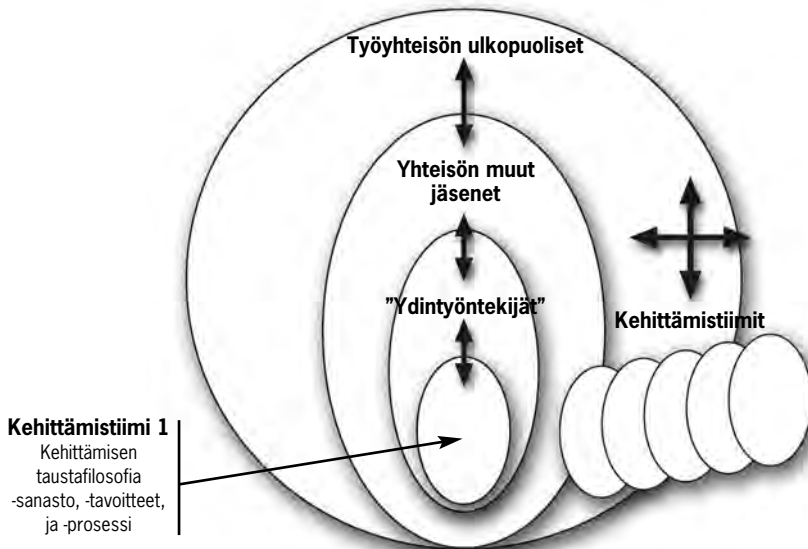 Työyhteisön ulkopuoliset
Yhteisön muut
jäsenet
"Ydintyöntekijät"
Kehittämistiimit
Kehittämistiimi 1
Kehittämisen
taustafilosofia
-sanasto, -tavoitteet,
ja -prosessi